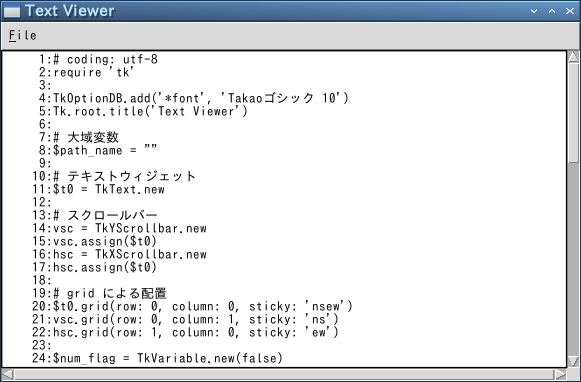 Text Viewer
File
1:# coding: utf-8
2:require 'tk'
3:
4:TkOptionDB.add('*font', 'Takaoゴシック 10')
5:Tk.root.title('Text Viewer')
6:
7:# 大域変数
8:$path_name = ""
9:
10:# テキストウィジェット
11:$t0 = TkText.new
12:
13:# スクロールバー
14:vsc = TkYScrollbar.new
15:vsc.assign($t0)
16:hsc = TkXScrollbar.new
17:hsc.assign($t0)
18:
19:# grid による配置
20:$t0.grid(row: 0, column: 0, sticky: 'nsew')
21:vsc.grid(row: 0, column: 1, sticky: 'ns')
22:hsc.grid(row: 1, column: 0, sticky: 'ew')
23:
24:$num_flag = TkVariable.new(false)